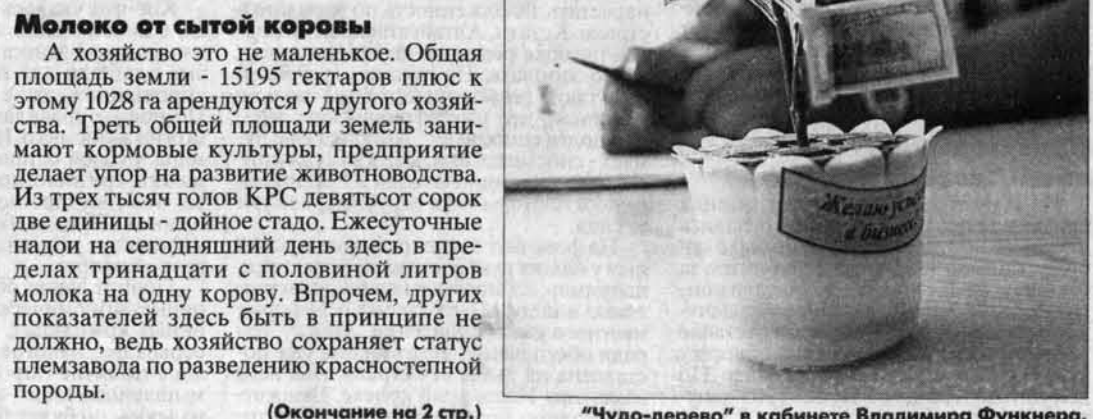 Молоко от сытой коровы
А хозяйство это не маленькое. Общая
площадь земли - 15195 гектаров плюс к
этому 1028 га арендуются у другого хозяй-
ства. Треть общей площади земель зани-
мают кормовые культуры, предприятие
делает упор на развитие животноводства.
Из трех тысяч голов КРС девятьсот сорок
две единицы - дойное стадо. Ежесуточные
надои на сегодняшний день здесь в пре-
делах тринадцати с половиной литров
молока на одну корову. Впрочем, других
показателей здесь быть в принципе не
должно, ведь хозяйство сохраняет статус
племзавода по разведению красностепной
породы.
(Окончание на 2 стр.)
Желаю
в бизнесе
"Чудо-дерево" в кабинете Владимира Функнера.